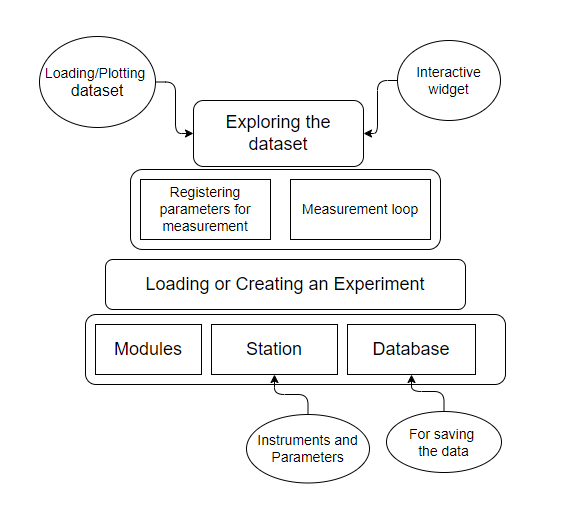 Loading/Plotting
dataset
Interactive
widget
Exploring the
dataset
Registering
parameters for
measurement
Measurement loop
Loading or Creating an Experiment
Modules
Station
Database
Instruments and
Parameters
For saving
the data